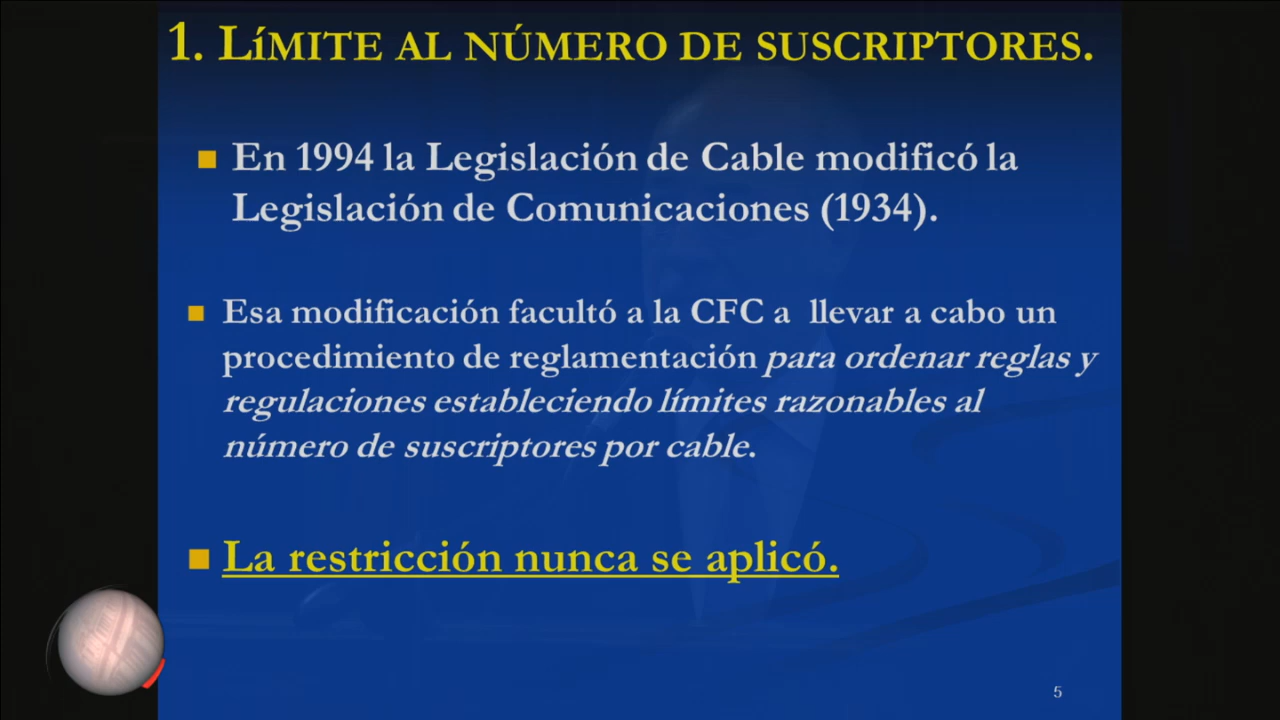 1. LÍMITE AL NÚMERO DE SUSCRIPTORES.
En 1994 la Legislación de Cable modificó la
Legislación de Comunicaciones (1934).
Esa modificación facultó a la CFC a llevar a cabo un
procedimiento de reglamentación para ordenar reglas y
regulaciones estableciendo límites razonables al
número de suscriptores por cable.
La restricción nunca se aplicó.
5